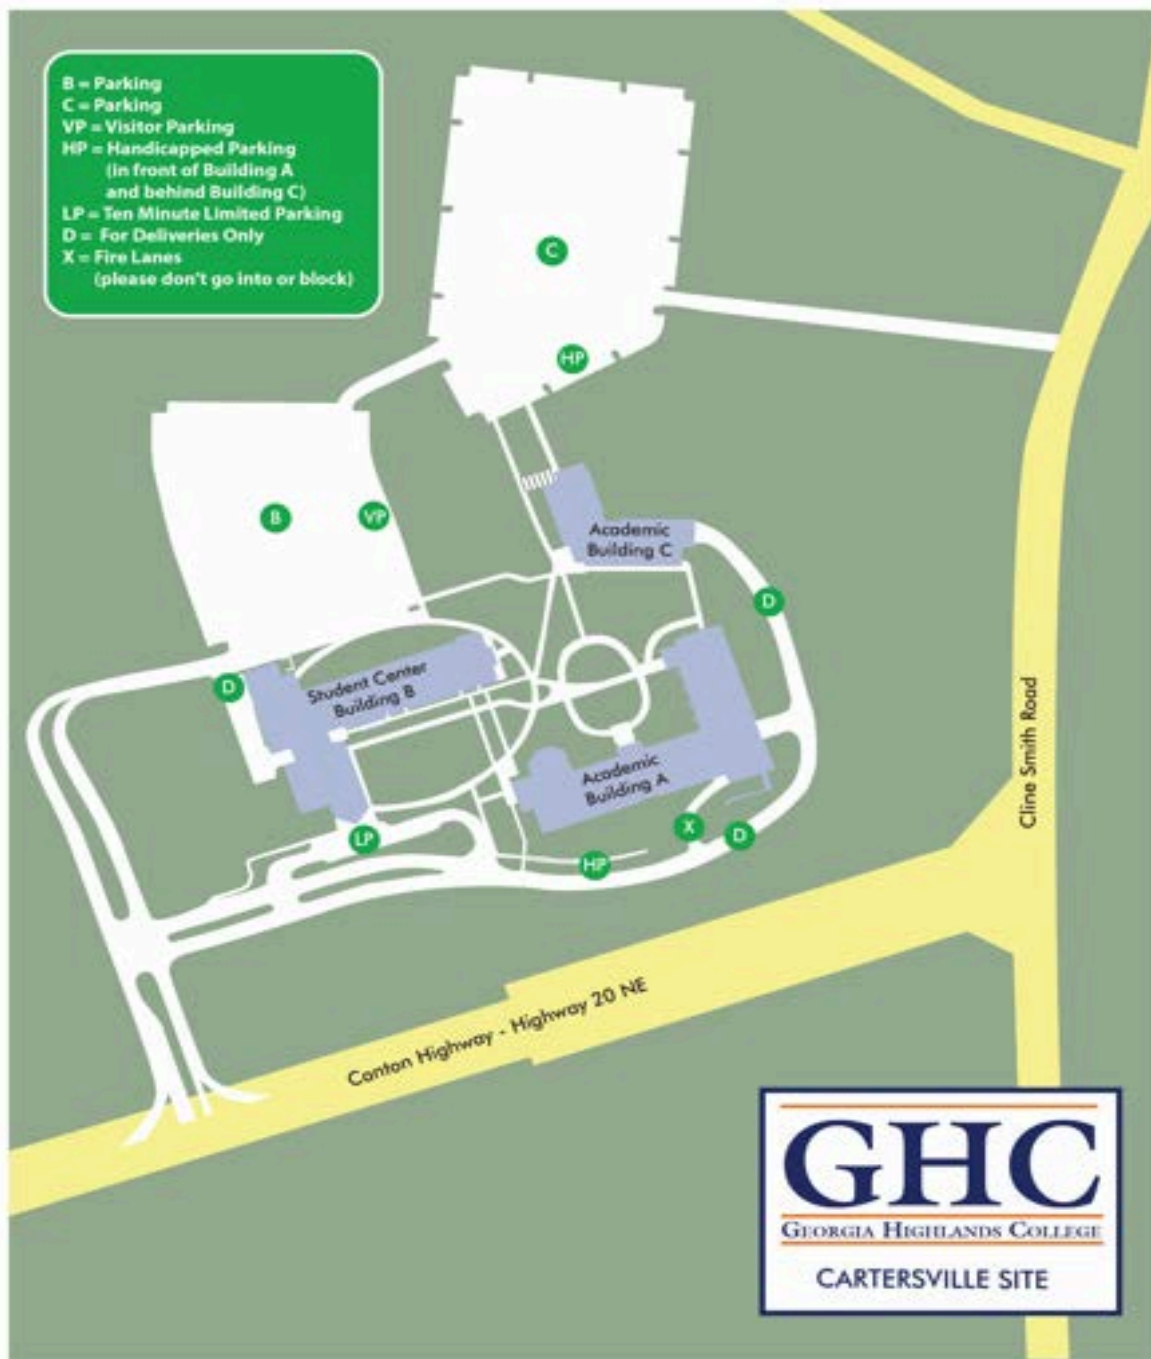 B = Parking
C = Parking
VP = Visitor Parking
HP = Handicapped Parking
(in front of Building A
and behind Building C)
LP = Ten Minute Limited Parking
D = For Deliveries Only
X = Fire Lanes
(please don't go into or block)
C
HP
B
VP
Academic
Building C
D
D
Student Center
Building B
Academic
Building A
Cline Smith Road
X
D
LP
HP
Canton Highway - Highway 20 NE
GHC
GEORGIA HIGHLANDS COLLEGE
CARTERSVILLE SITE